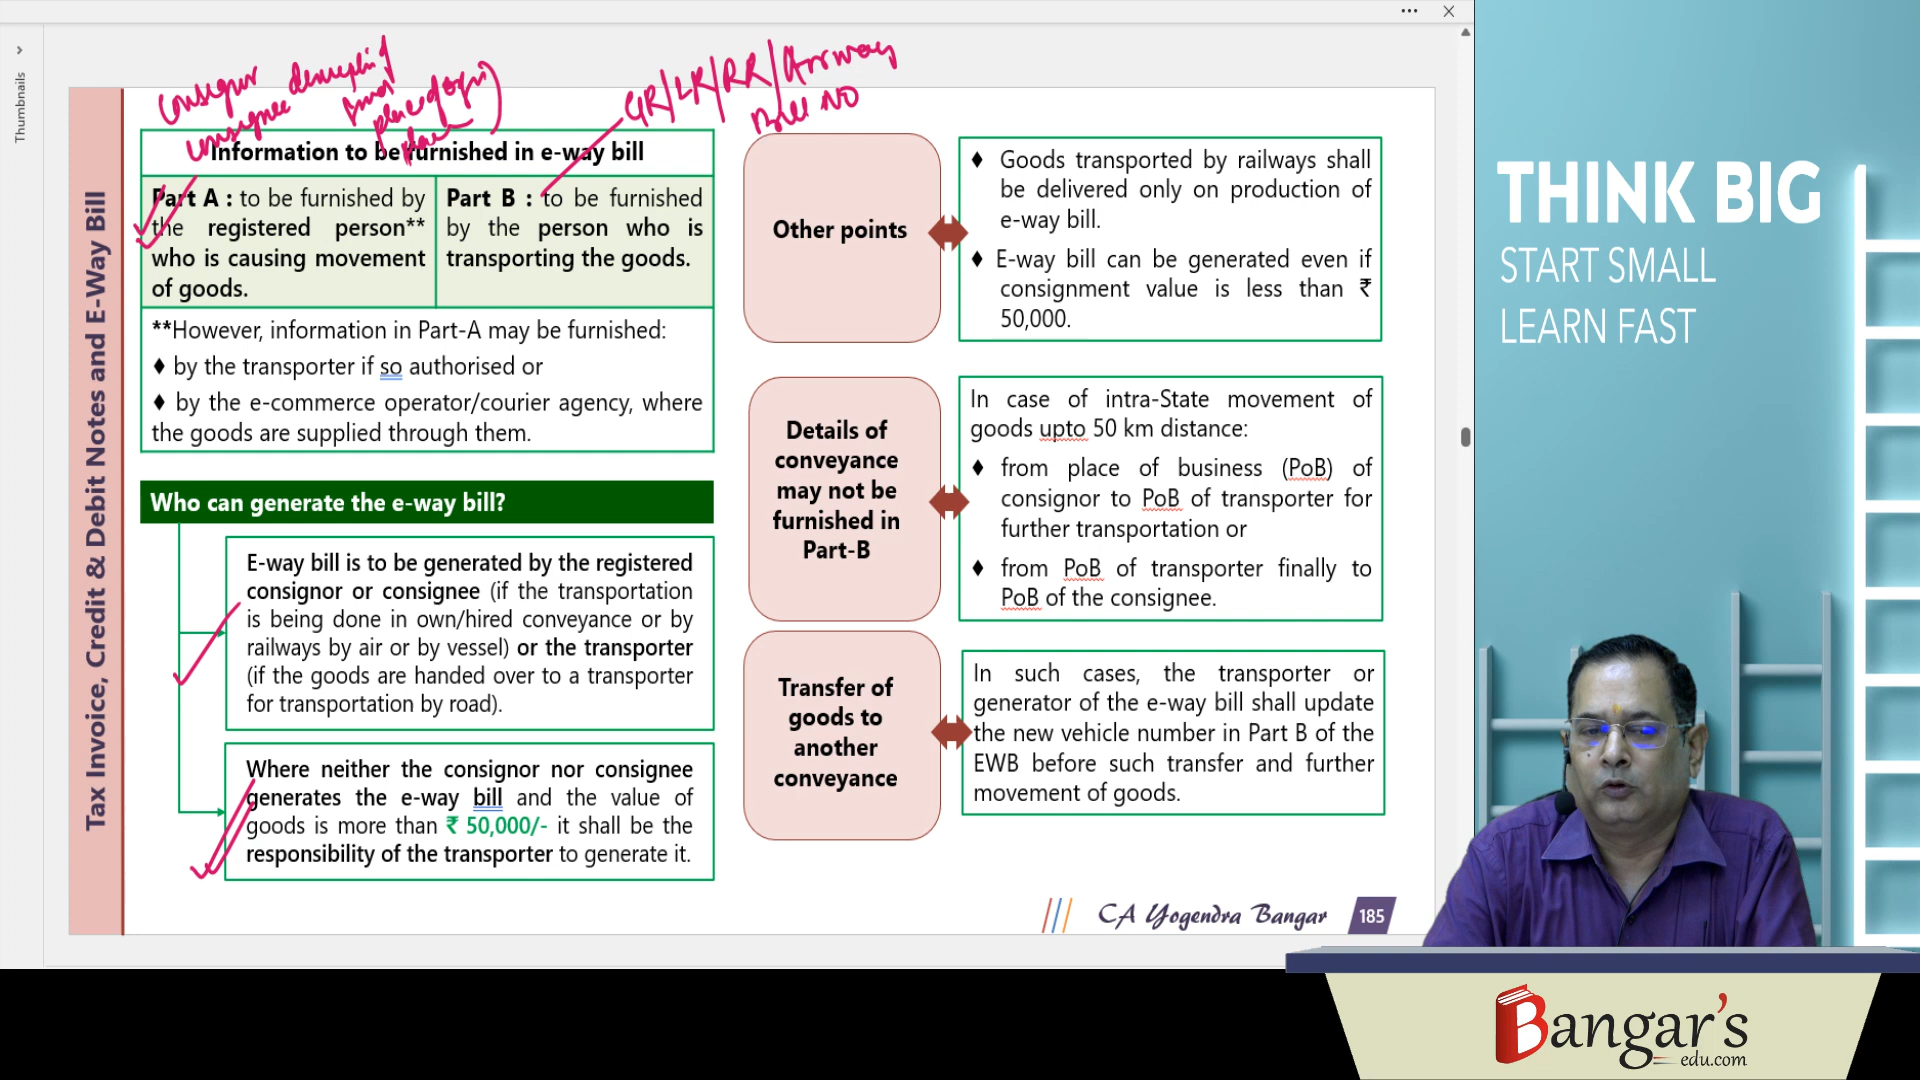 Thumbnails
Consignor
Consignee
GR/LR/RR/Airway
Bill NO
Tax Invoice, Credit & Debit Notes and E-Way Bill
Information to be furnished in e-way bill
Part A : to be furnished by
the registered person**
who is causing movement
of goods.
Part B : to be furnished
by the person who is
transporting the goods.
**However, information in Part-A may be furnished:
♦ by the transporter if so authorised or
♦ by the e-commerce operator/courier agency, where
the goods are supplied through them.
Who can generate the e-way bill?
E-way bill is to be generated by the registered
consignor or consignee (if the transportation
is being done in own/hired conveyance or by
railways by air or by vessel) or the transporter
(if the goods are handed over to a transporter
for transportation by road).
Where neither the consignor nor consignee
generates the e-way bill and the value of
goods is more than ₹ 50,000/- it shall be the
responsibility of the transporter to generate it.
Other points
♦ Goods transported by railways shall
be delivered only on production of
e-way bill.
♦ E-way bill can be generated even if
consignment value is less than ₹
50,000.
Details of
conveyance
may not be
furnished in
Part-B
In case of intra-State movement of
goods upto 50 km distance:
♦ from place of business (PoB) of
consignor to PoB of transporter for
further transportation or
♦ from PoB of transporter finally to
PoB of the consignee.
Transfer of
goods to
another
conveyance
In such cases, the transporter or
generator of the e-way bill shall update
the new vehicle number in Part B of the
EWB before such transfer and further
movement of goods.
CA Yogendra Bangar
185
THINK BIG
START SMALL
LEARN FAST
Bangar's
edu.com